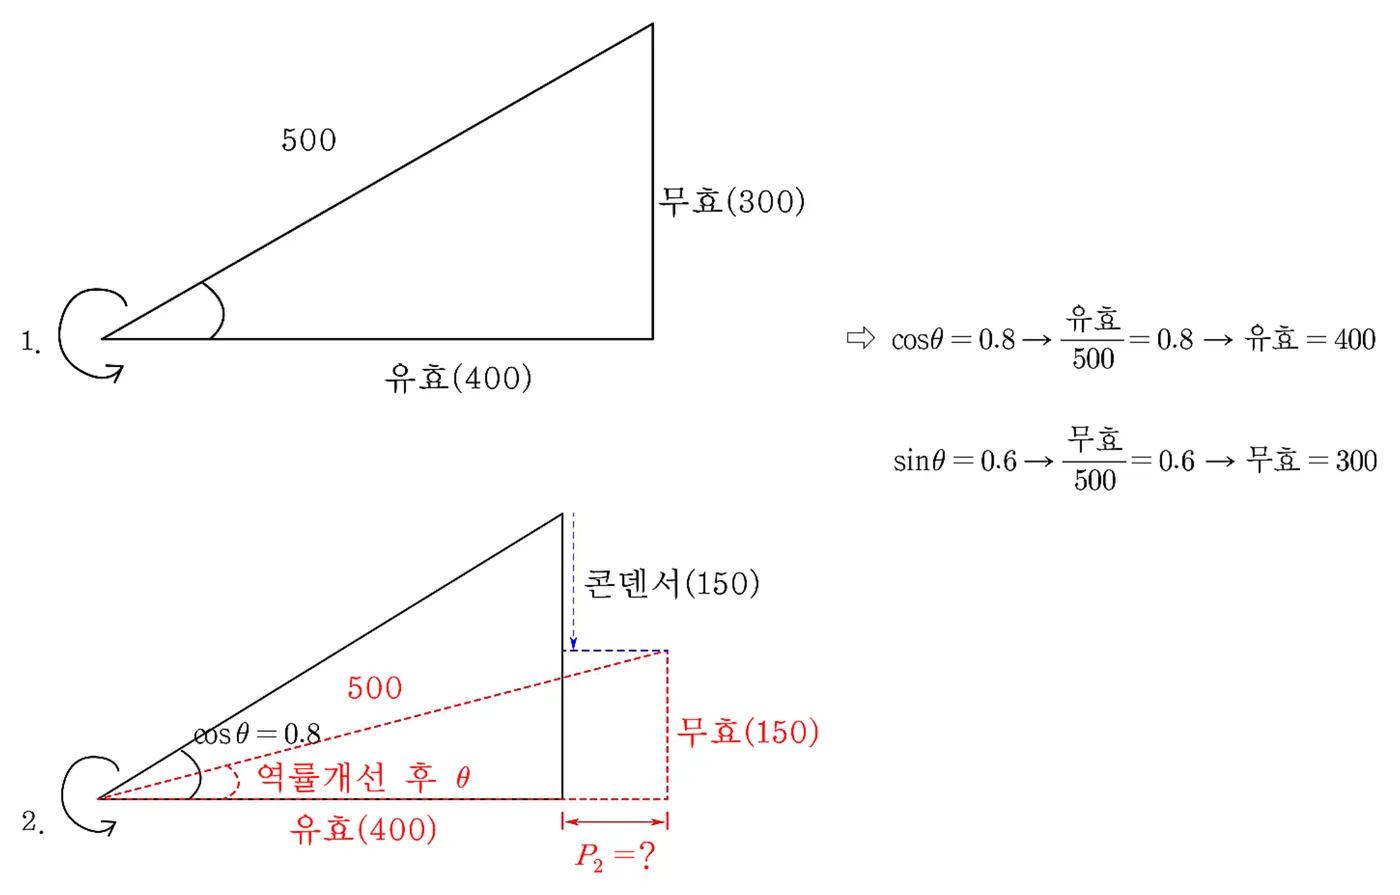 500
무효(300)
1.
유효(400)
⇨ cosθ = 0.8 → 유효/500 = 0.8 → 유효 = 400
sinθ = 0.6 → 무효/500 = 0.6 → 무효 = 300
콘덴서(150)
500
cosθ = 0.8
무효(150)
역률개선 후 θ
2.
유효(400)
P₂ = ?